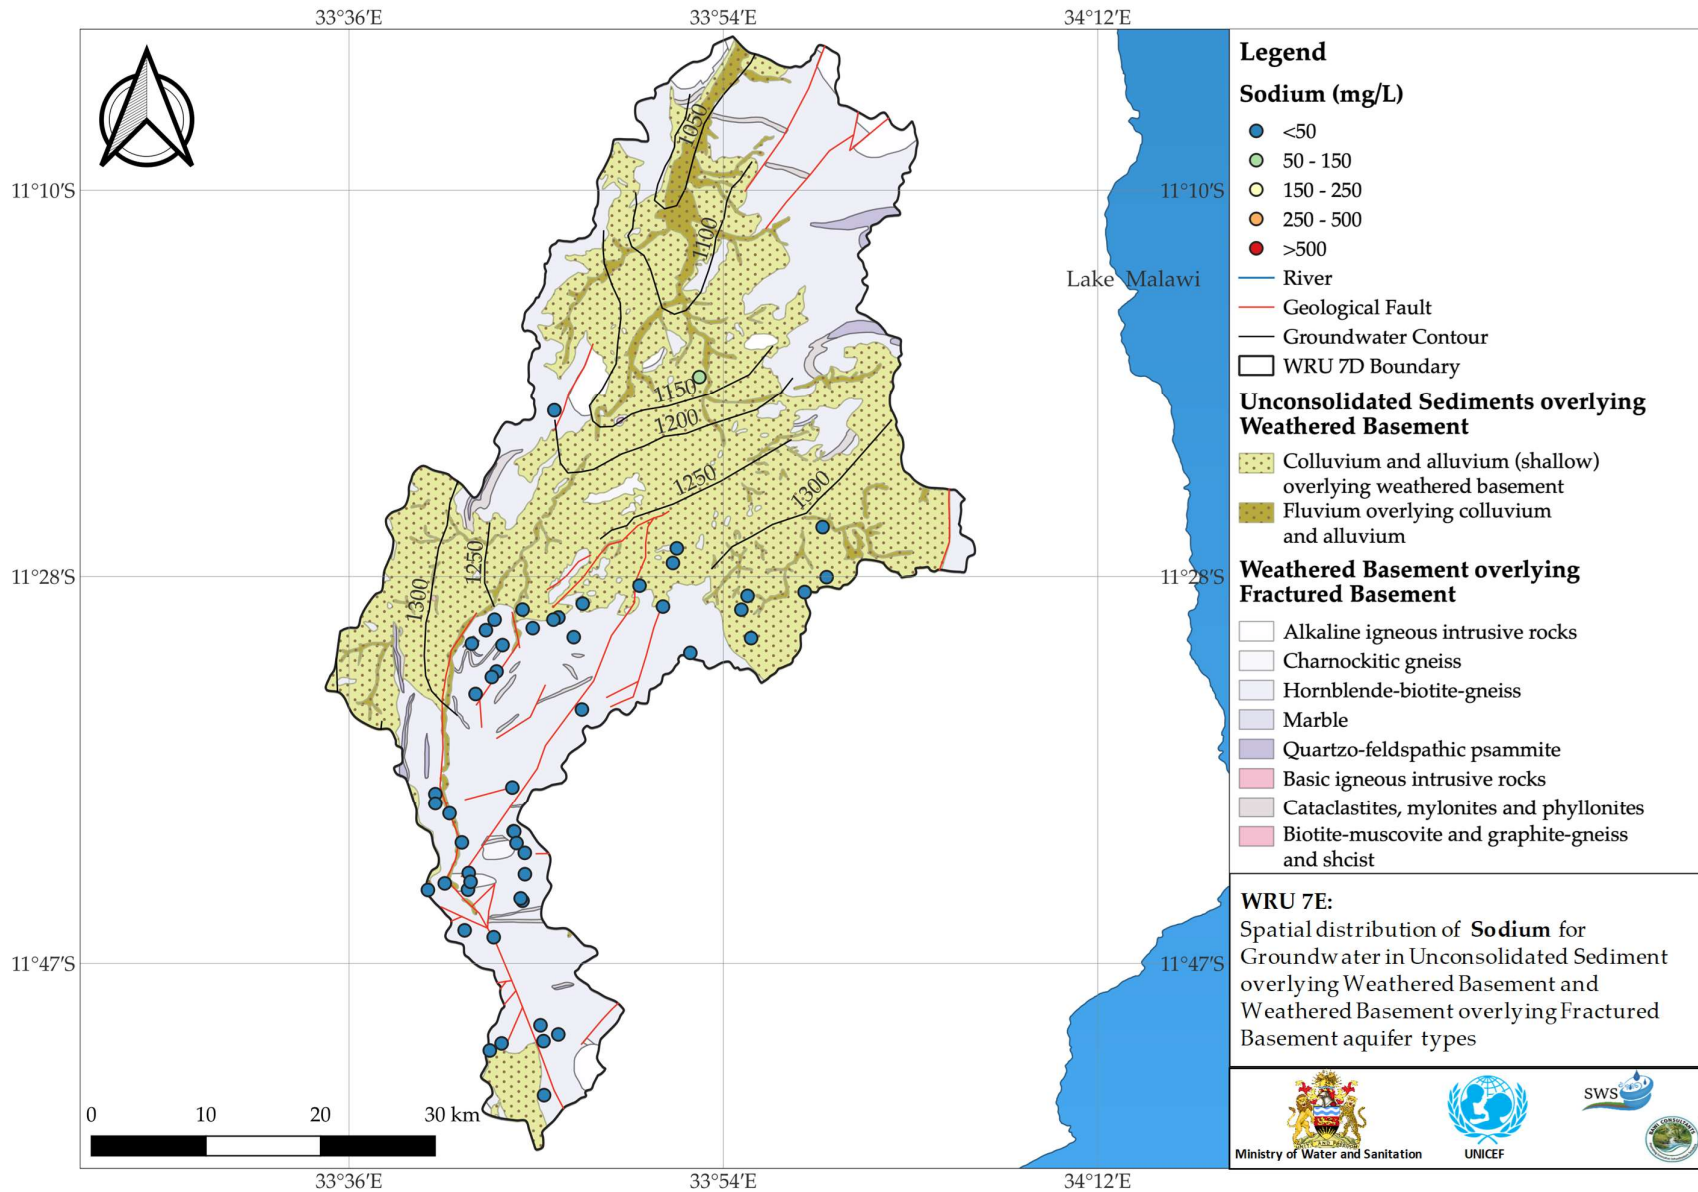 33°36′E 33°54′E 34°12′E
11°10′S 11°10′S
11°28′S 11°28′S
11°47′S 11°47′S
33°36′E 33°54′E 34°12′E
1050
1100
Lake Malawi
1150
1200
1250
1300
1250
1300
0 10 20 30 km
Legend
Sodium (mg/L)
<50
50 - 150
150 - 250
250 - 500
>500
River
Geological Fault
Groundwater Contour
WRU 7D Boundary
Unconsolidated Sediments overlying
Weathered Basement
Colluvium and alluvium (shallow)
overlying weathered basement
Fluvium overlying colluvium
and alluvium
Weathered Basement overlying
Fractured Basement
Alkaline igneous intrusive rocks
Charnockitic gneiss
Hornblende-biotite-gneiss
Marble
Quartzo-feldspathic psammite
Basic igneous intrusive rocks
Cataclastites, mylonites and phyllonites
Biotite-muscovite and graphite-gneiss
and shcist
WRU 7E:
Spatial distribution of Sodium for
Groundwater in Unconsolidated Sediment
overlying Weathered Basement and
Weathered Basement overlying Fractured
Basement aquifer types
Ministry of Water and Sanitation
UNICEF
SWS